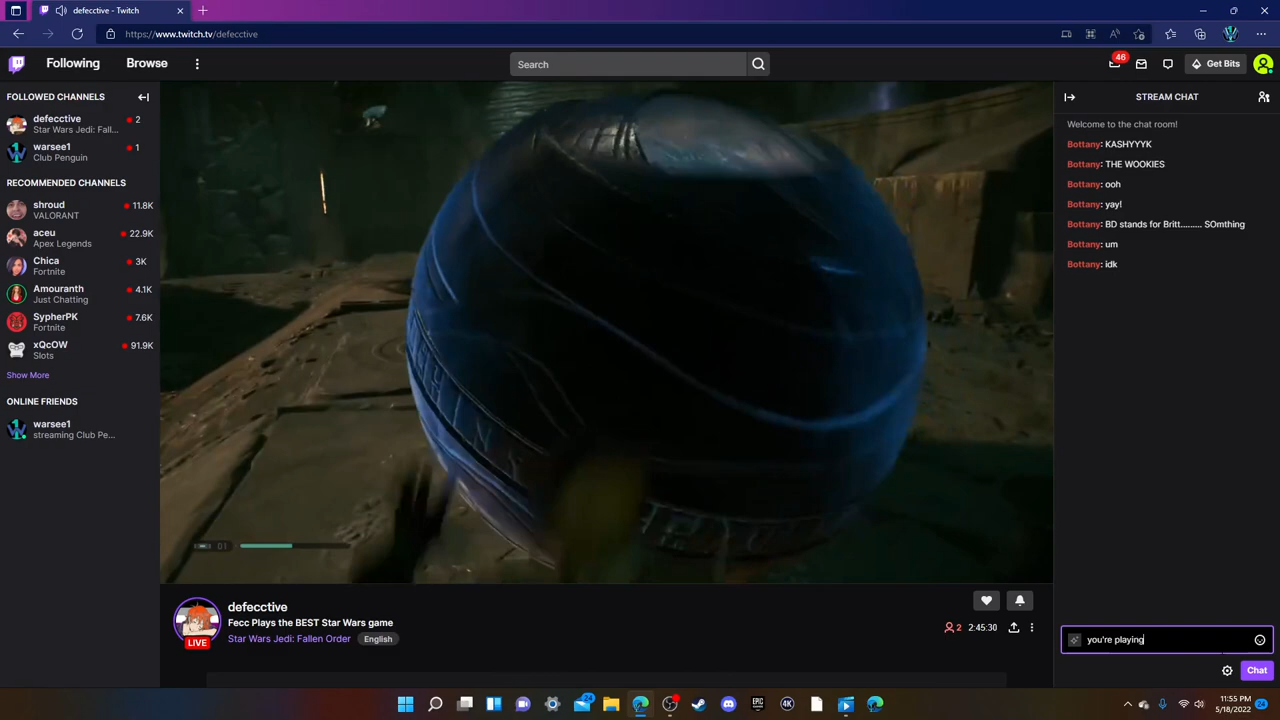 defecctive - Twitch
https://www.twitch.tv/defecctive
Following
Browse
Search
46
Get Bits
FOLLOWED CHANNELS
defecctive
2
Star Wars Jedi: Fall...
warsee1
1
Club Penguin
RECOMMENDED CHANNELS
shroud
11.8K
VALORANT
aceu
22.9K
Apex Legends
Chica
3K
Fortnite
Amouranth
4.1K
Just Chatting
SypherPK
7.6K
Fortnite
xQcOW
91.9K
Slots
Show More
ONLINE FRIENDS
warsee1
streaming Club Pe...
01
defecctive
Fecc Plays the BEST Star Wars game
Star Wars Jedi: Fallen Order
English
LIVE
2
2:45:30
STREAM CHAT
Welcome to the chat room!
Bottany: KASHYYYK
Bottany: THE WOOKIES
Bottany: ooh
Bottany: yay!
Bottany: BD stands for Britt......... SOmthing
Bottany: um
Bottany: idk
you're playing
Chat
24
EPIC
4K
11:55 PM
5/18/2022
24